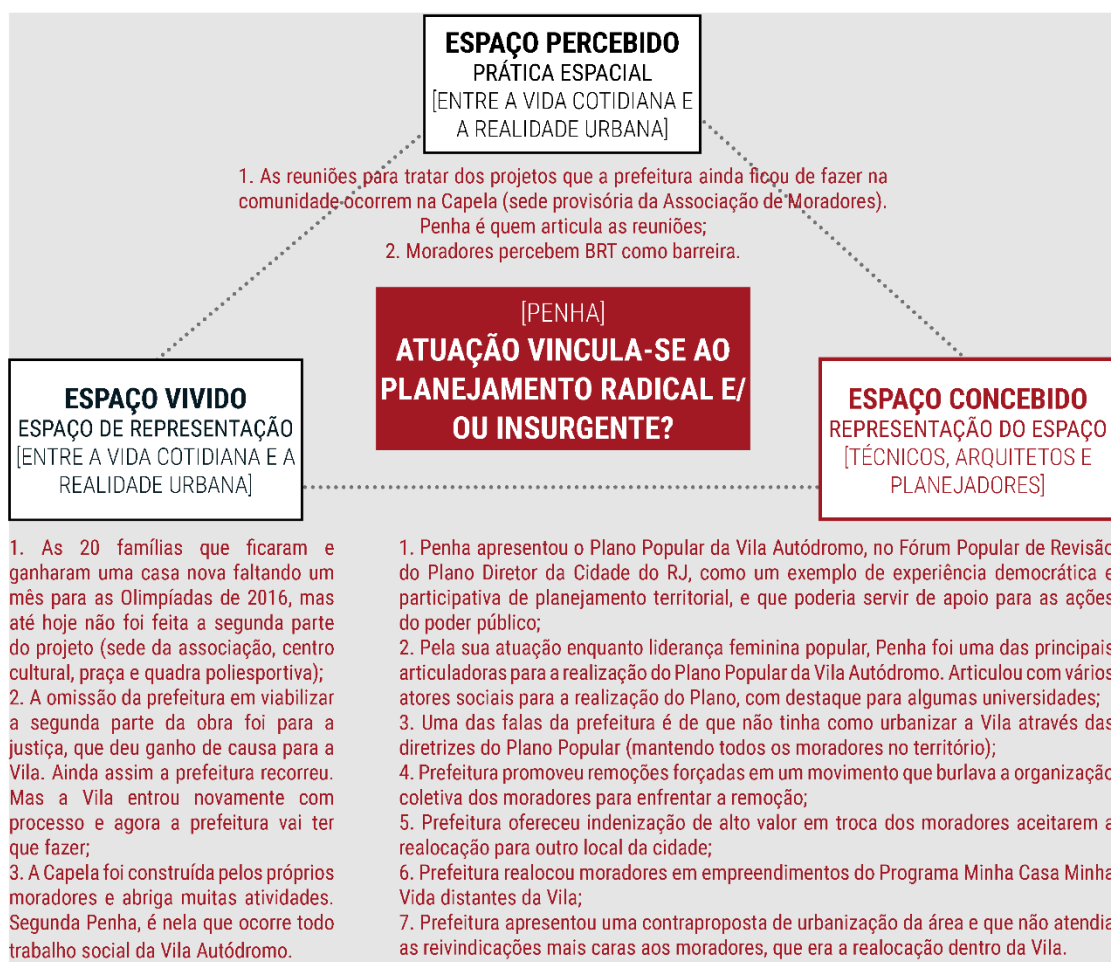 ESPAÇO PERCEBIDO
PRÁTICA ESPACIAL
[ENTRE A VIDA COTIDIANA E
A REALIDADE URBANA]
1. As reuniões para tratar dos projetos que a prefeitura ainda ficou de fazer na
comunidade ocorrem na Capela (sede provisória da Associação de Moradores).
Penha é quem articula as reuniões;
2. Moradores percebem BRT como barreira.
[PENHA]
ATUAÇÃO VINCULA-SE AO
PLANEJAMENTO RADICAL E/
OU INSURGENTE?
ESPAÇO VIVIDO
ESPAÇO DE REPRESENTAÇÃO
[ENTRE A VIDA COTIDIANA E A
REALIDADE URBANA]
ESPAÇO CONCEBIDO
REPRESENTAÇÃO DO ESPAÇO
[TÉCNICOS, ARQUITETOS E
PLANEJADORES]
1. As 20 famílias que ficaram e
ganharam uma casa nova faltando um
mês para as Olimpíadas de 2016, mas
até hoje não foi feita a segunda parte
do projeto (sede da associação, centro
cultural, praça e quadra poliesportiva);
2. A omissão da prefeitura em viabilizar
a segunda parte da obra foi para a
justiça, que deu ganho de causa para a
Vila. Ainda assim a prefeitura recorreu.
Mas a Vila entrou novamente com
processo e agora a prefeitura vai ter
que fazer;
3. A Capela foi construída pelos próprios
moradores e abriga muitas atividades.
Segunda Penha, é nela que ocorre todo
trabalho social da Vila Autódromo.
1. Penha apresentou o Plano Popular da Vila Autódromo, no Fórum Popular de Revisão
do Plano Diretor da Cidade do RJ, como um exemplo de experiência democrática e
participativa de planejamento territorial, e que poderia servir de apoio para as ações
do poder público;
2. Pela sua atuação enquanto liderança feminina popular, Penha foi uma das principais
articuladoras para a realização do Plano Popular da Vila Autódromo. Articulou com vários
atores sociais para a realização do Plano, com destaque para algumas universidades;
3. Uma das falas da prefeitura é de que não tinha como urbanizar a Vila através das
diretrizes do Plano Popular (mantendo todos os moradores no território);
4. Prefeitura promoveu remoções forçadas em um movimento que burlava a organização
coletiva dos moradores para enfrentar a remoção;
5. Prefeitura ofereceu indenização de alto valor em troca dos moradores aceitarem a
realocação para outro local da cidade;
6. Prefeitura realocou moradores em empreendimentos do Programa Minha Casa Minha
Vida distantes da Vila;
7. Prefeitura apresentou uma contraproposta de urbanização da área e que não atendia
as reivindicações mais caras aos moradores, que era a realocação dentro da Vila.